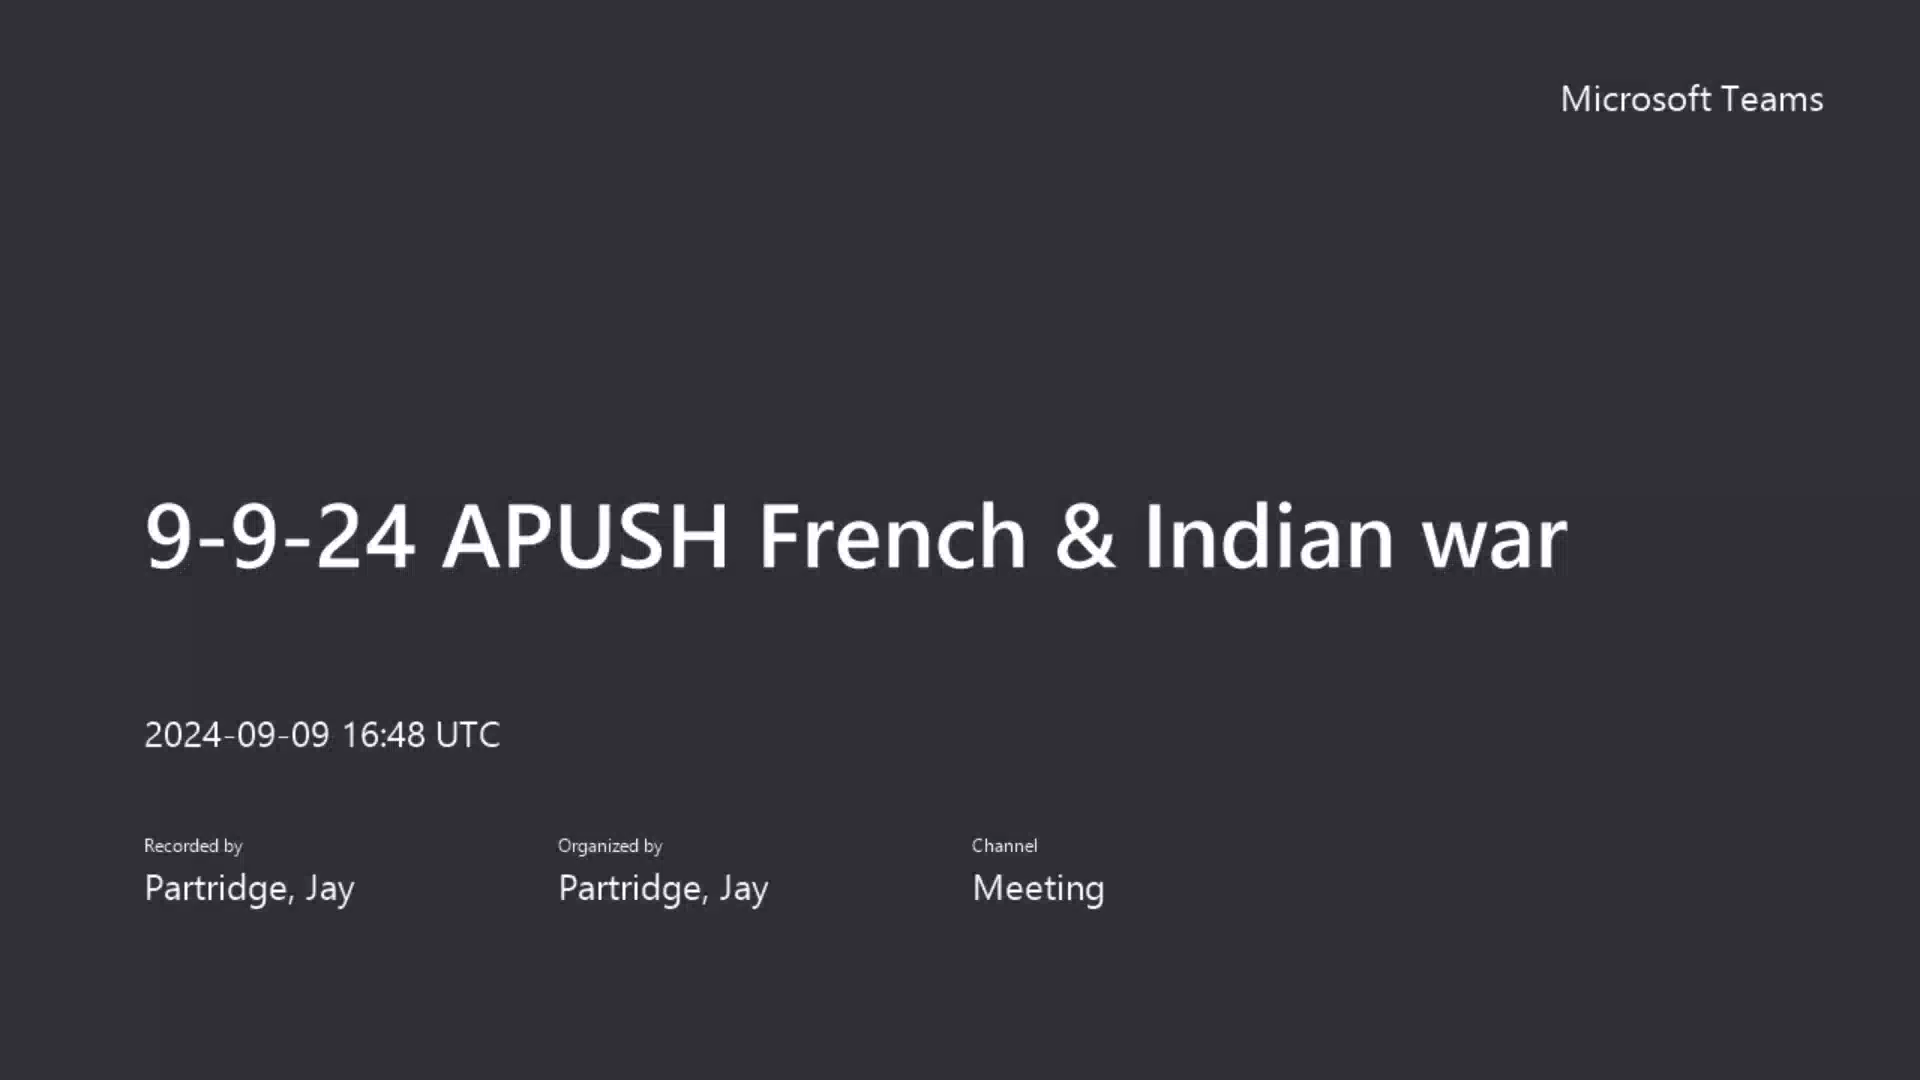 Microsoft Teams
9-9-24 APUSH French & Indian war
2024-09-09 16:48 UTC
Recorded by
Partridge, Jay
Organized by
Partridge, Jay
Channel
Meeting